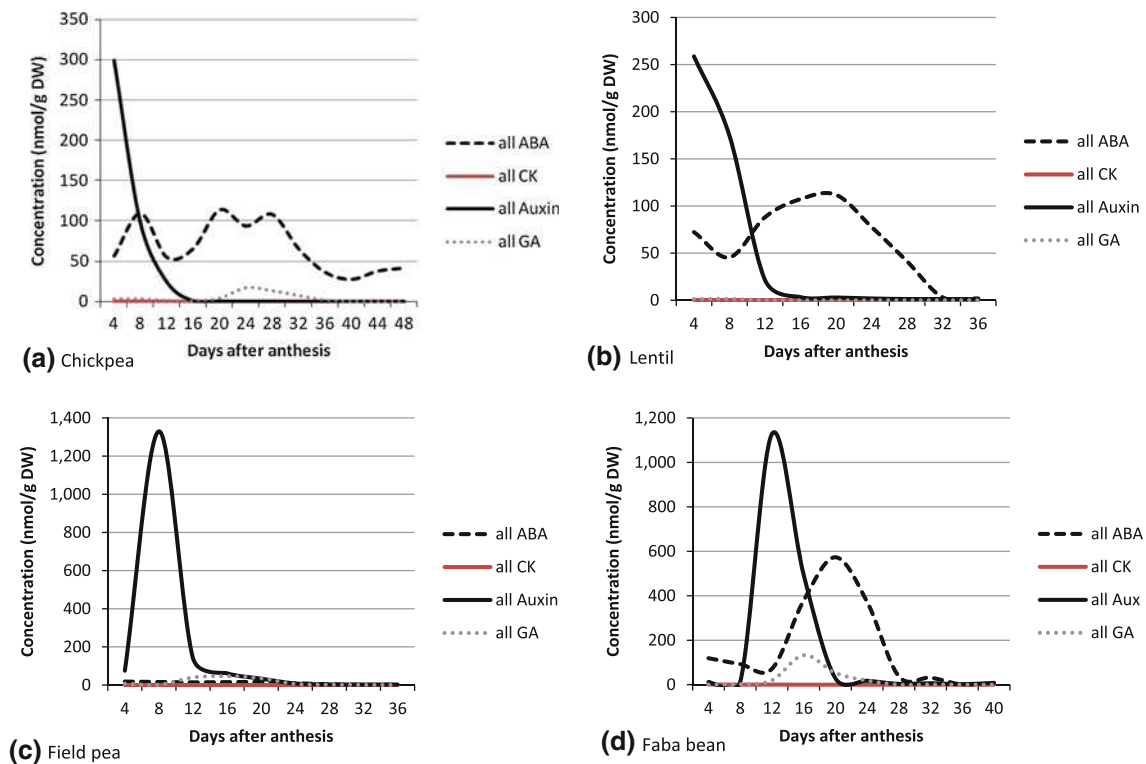 350
300
250
200
150
100
50
0
Concentration (nmol/g DW)
4 8 12 16 20 24 28 32 36 40 44 48
Days after anthesis
all ABA
all CK
all Auxin
all GA
(a) Chickpea
300
250
200
150
100
50
0
Concentration (nmol/g DW)
4 8 12 16 20 24 28 32 36
Days after anthesis
all ABA
all CK
all Auxin
all GA
(b) Lentil
1,400
1,200
1,000
800
600
400
200
0
Concentration (nmol/g DW)
4 8 12 16 20 24 28 32 36
Days after anthesis
all ABA
all CK
all Auxin
all GA
(c) Field pea
1,200
1,000
800
600
400
200
0
Concentration (nmol/g DW)
4 8 12 16 20 24 28 32 36 40
Days after anthesis
all ABA
all CK
all Aux
all GA
(d) Faba bean